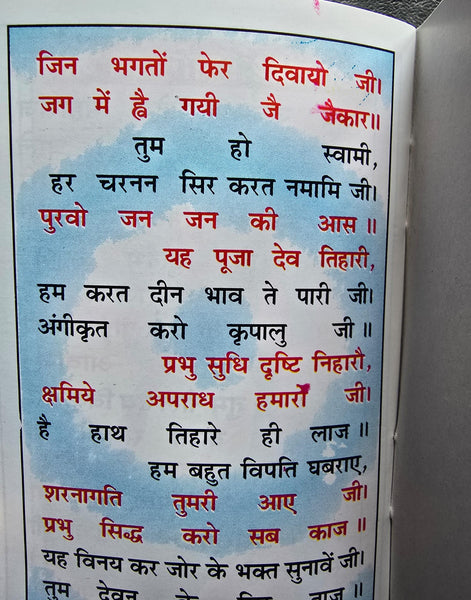 जिन भगतों फेर दिवायो जी।
जग में ह्वै गयी जै जैकार॥
तुम हो स्वामी,
हर चरनन सिर करत नमामि जी।
पुरवो जन जन की आस॥
यह पूजा देव तिहारी,
हम करत दीन भाव ते पारी जी।
अंगीकृत करो कृपालु जी॥
प्रभु सुधि दृष्टि निहारौ,
क्षमिये अपराध हमारौ जी।
है हाथ तिहारे ही लाज॥
हम बहुत विपत्ति घबराए,
शरनागति तुमरी आए जी।
प्रभु सिद्ध करो सब काज॥
यह विनय कर जोर के भक्त सुनावें जी।
तुम देवन के